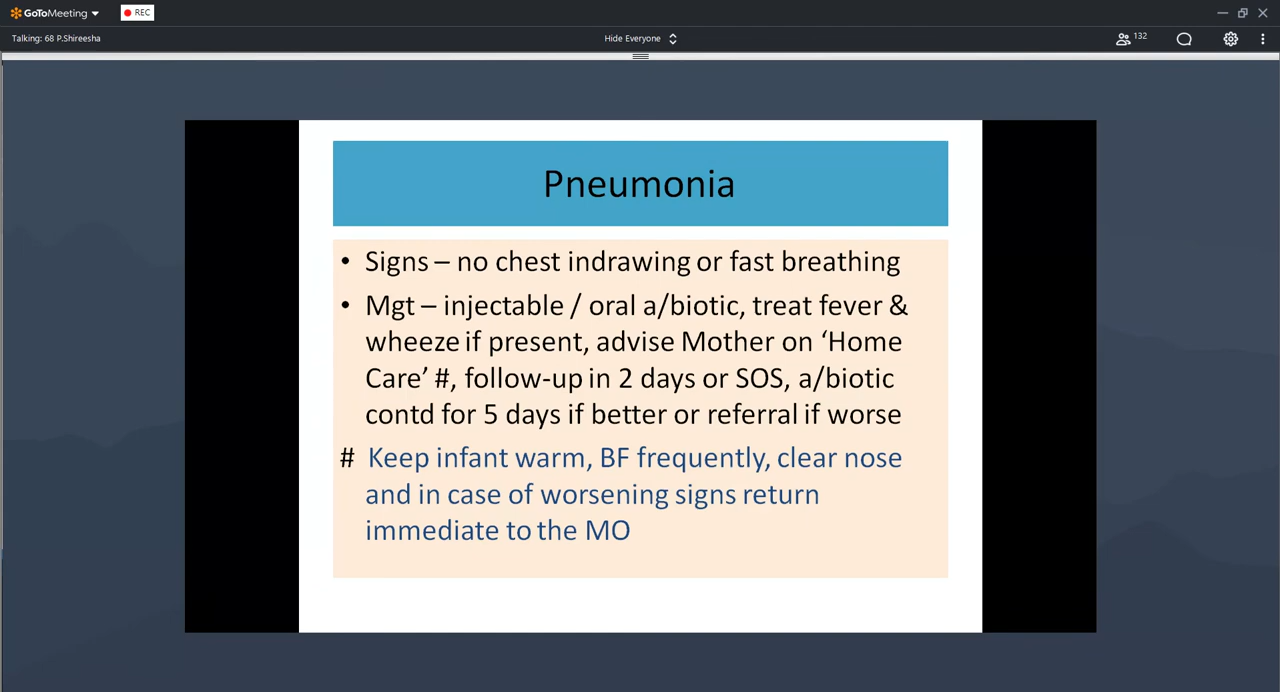 GoToMeeting
REC
Talking: 68 P.Shireesha
Hide Everyone
132
Pneumonia
• Signs – no chest indrawing or fast breathing
• Mgt – injectable / oral a/biotic, treat fever &
wheeze if present, advise Mother on ‘Home
Care’ #, follow-up in 2 days or SOS, a/biotic
contd for 5 days if better or referral if worse
# Keep infant warm, BF frequently, clear nose
and in case of worsening signs return
immediate to the MO